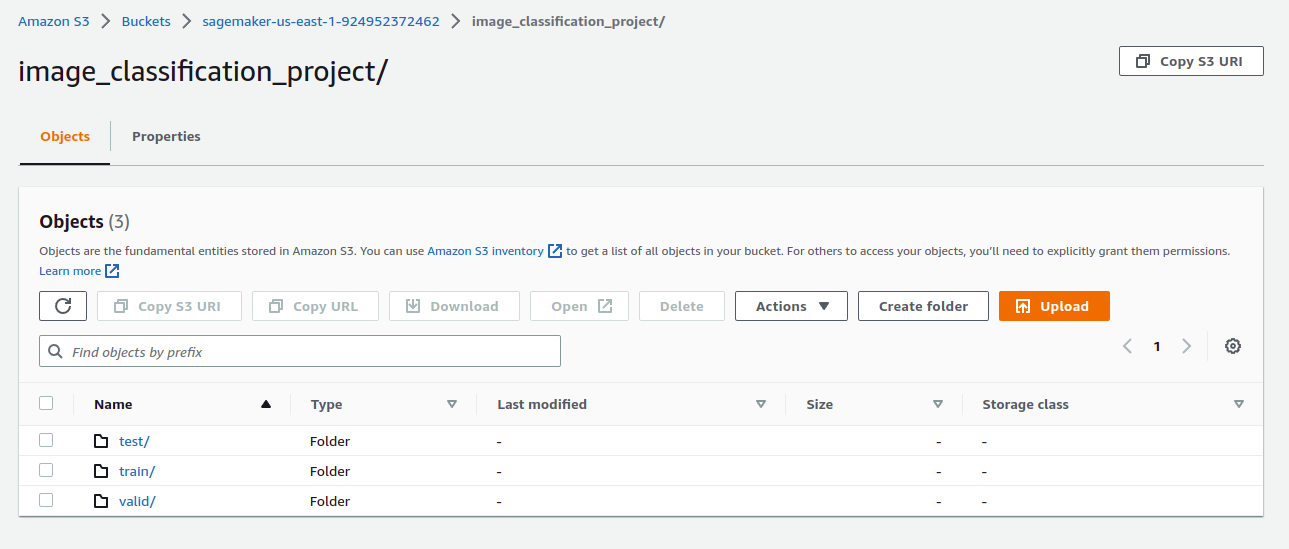 Amazon S3 > Buckets > sagemaker-us-east-1-924952372462 > image_classification_project/
image_classification_project/
Copy S3 URI
Objects
Properties
Objects (3)
Objects are the fundamental entities stored in Amazon S3. You can use Amazon S3 inventory to get a list of all objects in your bucket. For others to access your objects, you'll need to explicitly grant them permissions.
Learn more
Copy S3 URI Copy URL Download Open Delete Actions Create folder Upload
Find objects by prefix
1
Name Type Last modified Size Storage class
test/ Folder - - -
train/ Folder - - -
valid/ Folder - - -